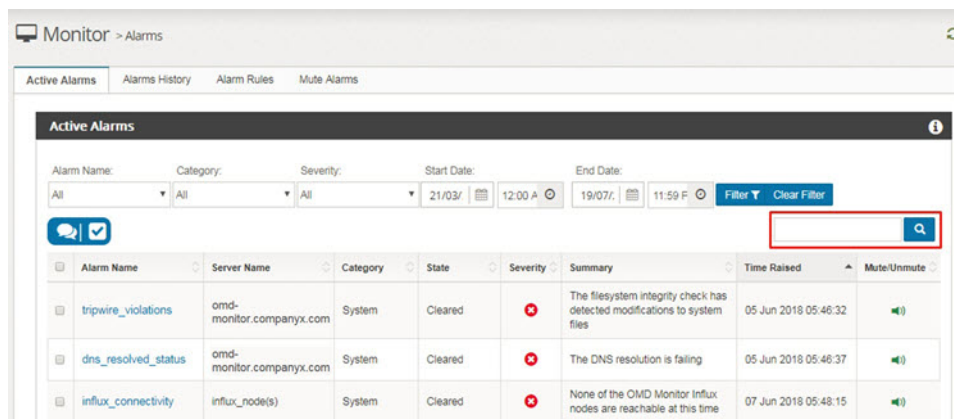 Monitor > Alarms
Active Alarms Alarms History Alarm Rules Mute Alarms
Active Alarms
Alarm Name: Category: Severity: Start Date: End Date:
All All All 21/03/ 12:00 A 19/07/. 11:59 F Filter Clear Filter
Alarm Name Server Name Category State Severity Summary Time Raised Mute/Unmute
The filesystem integrity check has
tripwire_violations omd- System Cleared detected modifications to system 05 Jun 2018 05:46:32
monitor.companyx.com files
omd-
dns_resolved_status monitor.companyx.com System Cleared The DNS resolution is failing 05 Jun 2018 05:46:37
influx_connectivity influx_node(s) System Cleared None of the OMD Monitor Influx 07 Jun 2018 05:48:15
nodes are reachable at this time